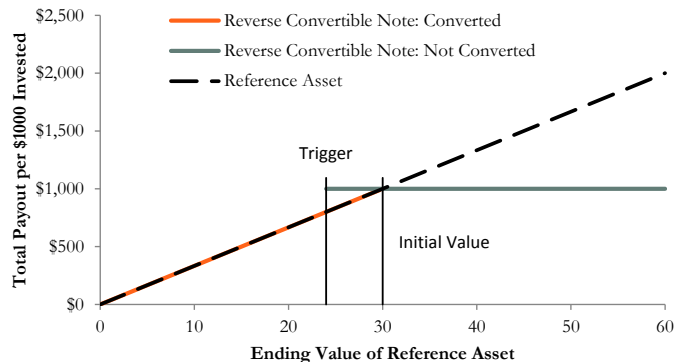 $2,500
Reverse Convertible Note: Converted
Reverse Convertible Note: Not Converted
$2,000
Reference Asset
$1,500
Trigger
$1,000
$500
Initial Value
$0
0 10 20 30 40 50 60
Total Payout per $1000 Invested
Ending Value of Reference Asset